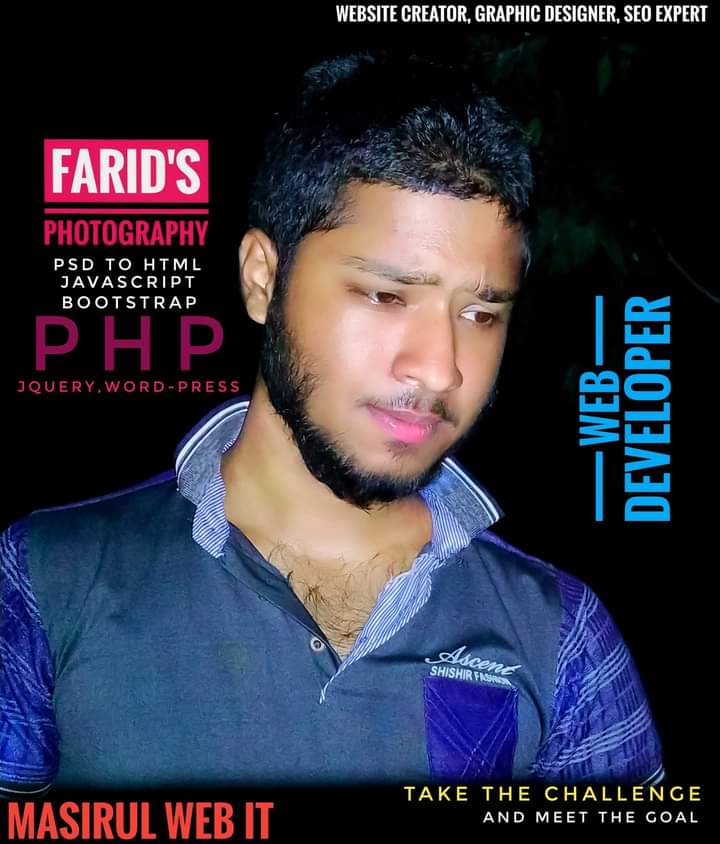 WEBSITE CREATOR, GRAPHIC DESIGNER, SEO EXPERT
FARID'S
PHOTOGRAPHY
PSD TO HTML
JAVASCRIPT
BOOTSTRAP
PHP
JQUERY,WORD-PRESS
WEB
DEVELOPER
Ascent
SHISHIR FASHION
TAKE THE CHALLENGE
AND MEET THE GOAL
MASIRUL WEB IT